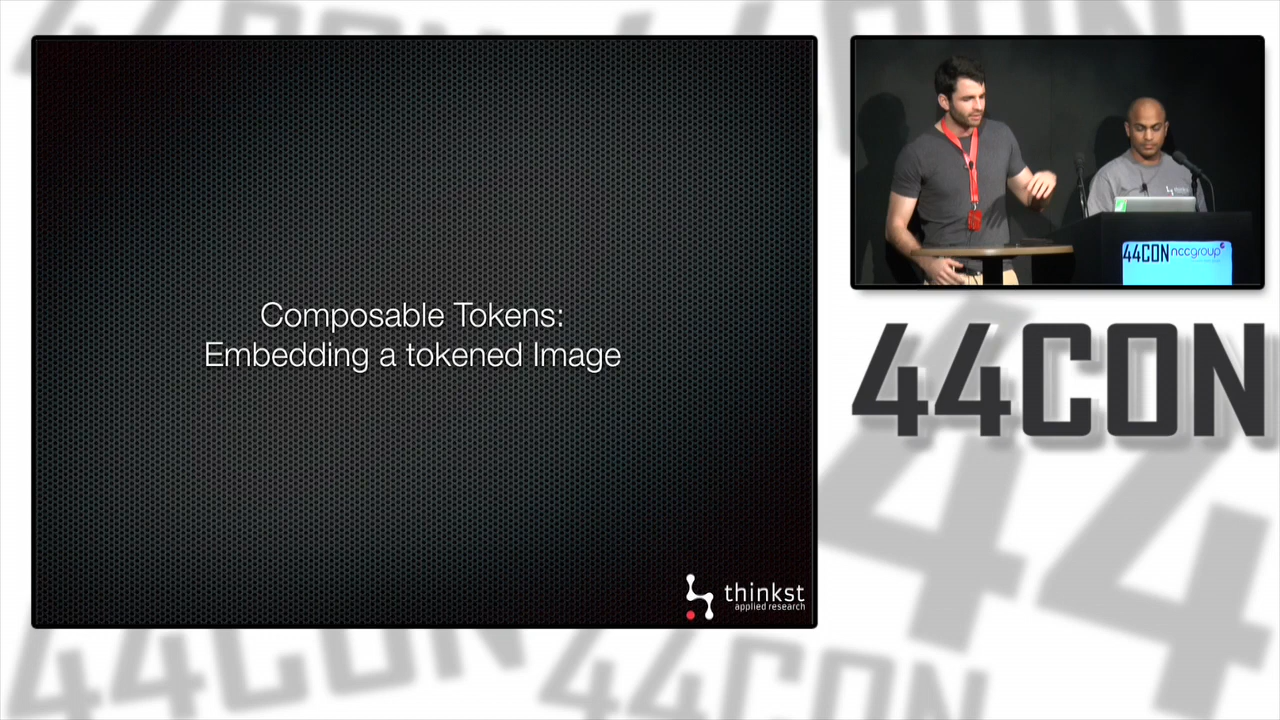 Composable Tokens:
Embedding a tokened Image
thinkst
applied research
44CON nccgroup
44CON